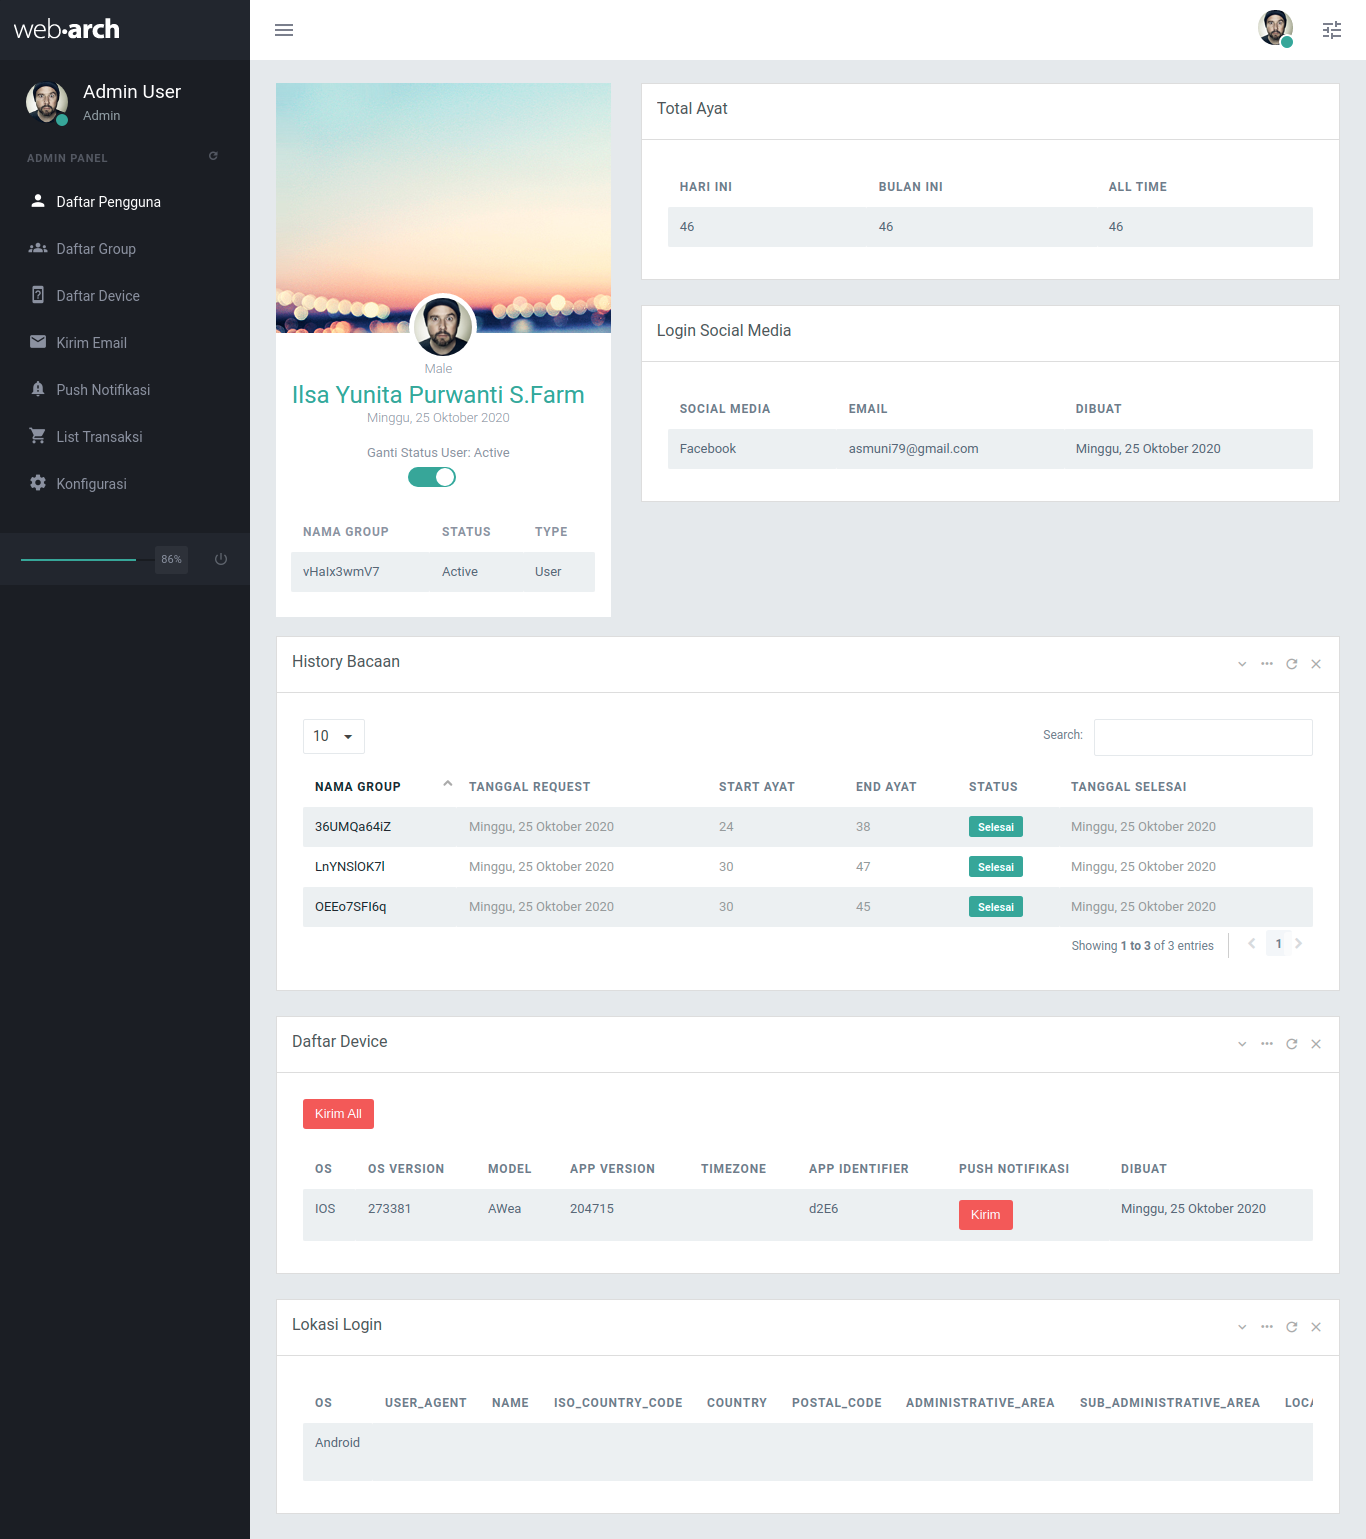 web·arch
Admin User
Admin
ADMIN PANEL
Daftar Pengguna
Daftar Group
Daftar Device
Kirim Email
Push Notifikasi
List Transaksi
Konfigurasi
86%
Male
Ilsa Yunita Purwanti S.Farm
Minggu, 25 Oktober 2020
Ganti Status User: Active
NAMA GROUP STATUS TYPE
vHaIx3wmV7 Active User
Total Ayat
HARI INI BULAN INI ALL TIME
46 46 46
Login Social Media
SOCIAL MEDIA EMAIL DIBUAT
Facebook asmuni79@gmail.com Minggu, 25 Oktober 2020
History Bacaan
10 Search:
NAMA GROUP TANGGAL REQUEST START AYAT END AYAT STATUS TANGGAL SELESAI
36UMQa64iZ Minggu, 25 Oktober 2020 24 38 Selesai Minggu, 25 Oktober 2020
LnYNSlOK7l Minggu, 25 Oktober 2020 30 47 Selesai Minggu, 25 Oktober 2020
OEEo7SFI6q Minggu, 25 Oktober 2020 30 45 Selesai Minggu, 25 Oktober 2020
Showing 1 to 3 of 3 entries 1
Daftar Device
Kirim All
OS OS VERSION MODEL APP VERSION TIMEZONE APP IDENTIFIER PUSH NOTIFIKASI DIBUAT
IOS 273381 AWea 204715 d2E6 Kirim Minggu, 25 Oktober 2020
Lokasi Login
OS USER_AGENT NAME ISO_COUNTRY_CODE COUNTRY POSTAL_CODE ADMINISTRATIVE_AREA SUB_ADMINISTRATIVE_AREA LOCA
Android